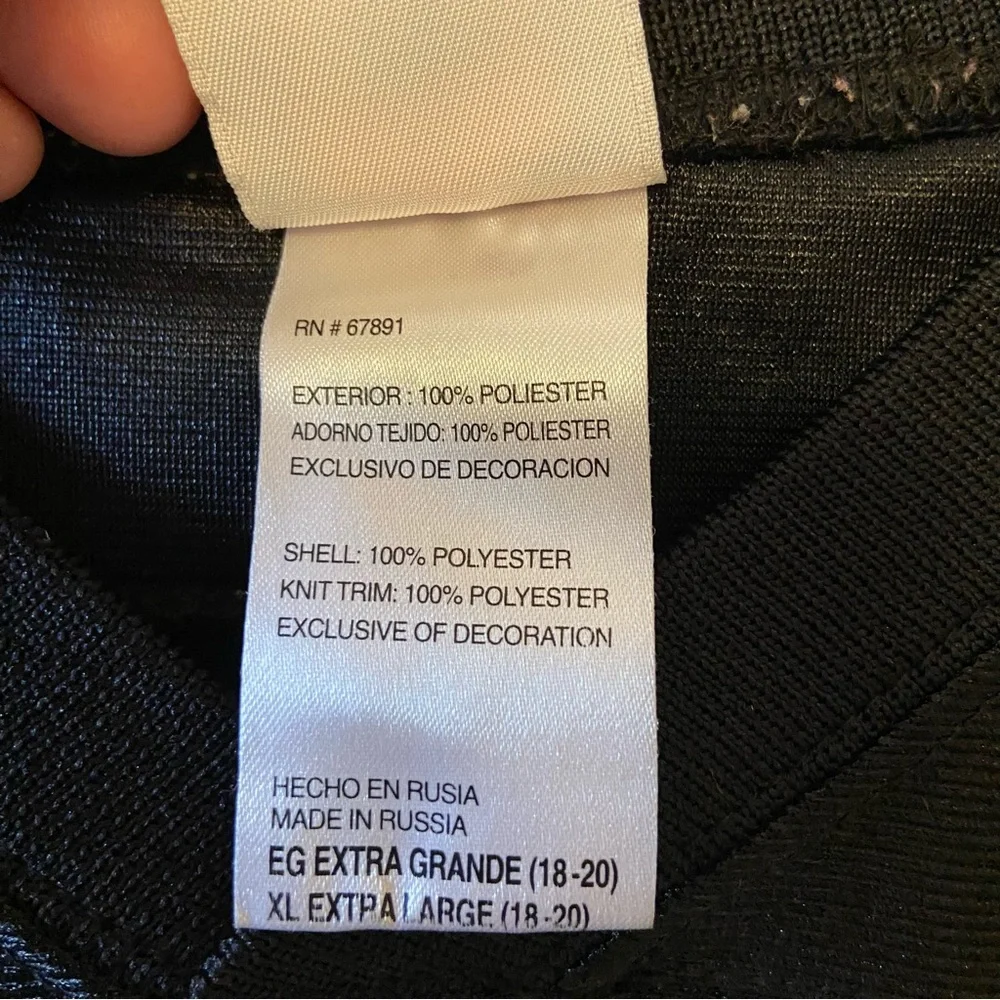 RN # 67891
EXTERIOR : 100% POLIESTER
ADORNO TEJIDO: 100% POLIESTER
EXCLUSIVO DE DECORACION
SHELL: 100% POLYESTER
KNIT TRIM: 100% POLYESTER
EXCLUSIVE OF DECORATION
HECHO EN RUSIA
MADE IN RUSSIA
EG EXTRA GRANDE (18-20)
XL EXTRA LARGE (18-20)